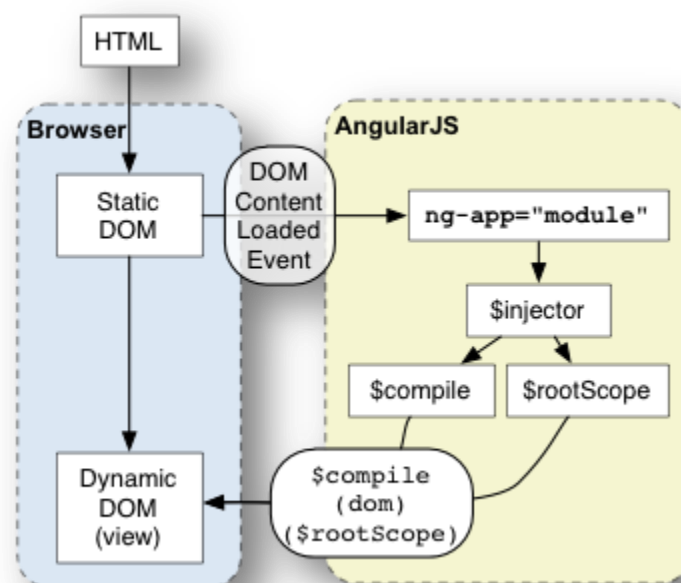 HTML
Browser
AngularJS
Static
DOM
DOM
Content
Loaded
Event
ng-app="module"
$injector
$compile
$rootScope
Dynamic
DOM
(view)
$compile
(dom)
($rootScope)